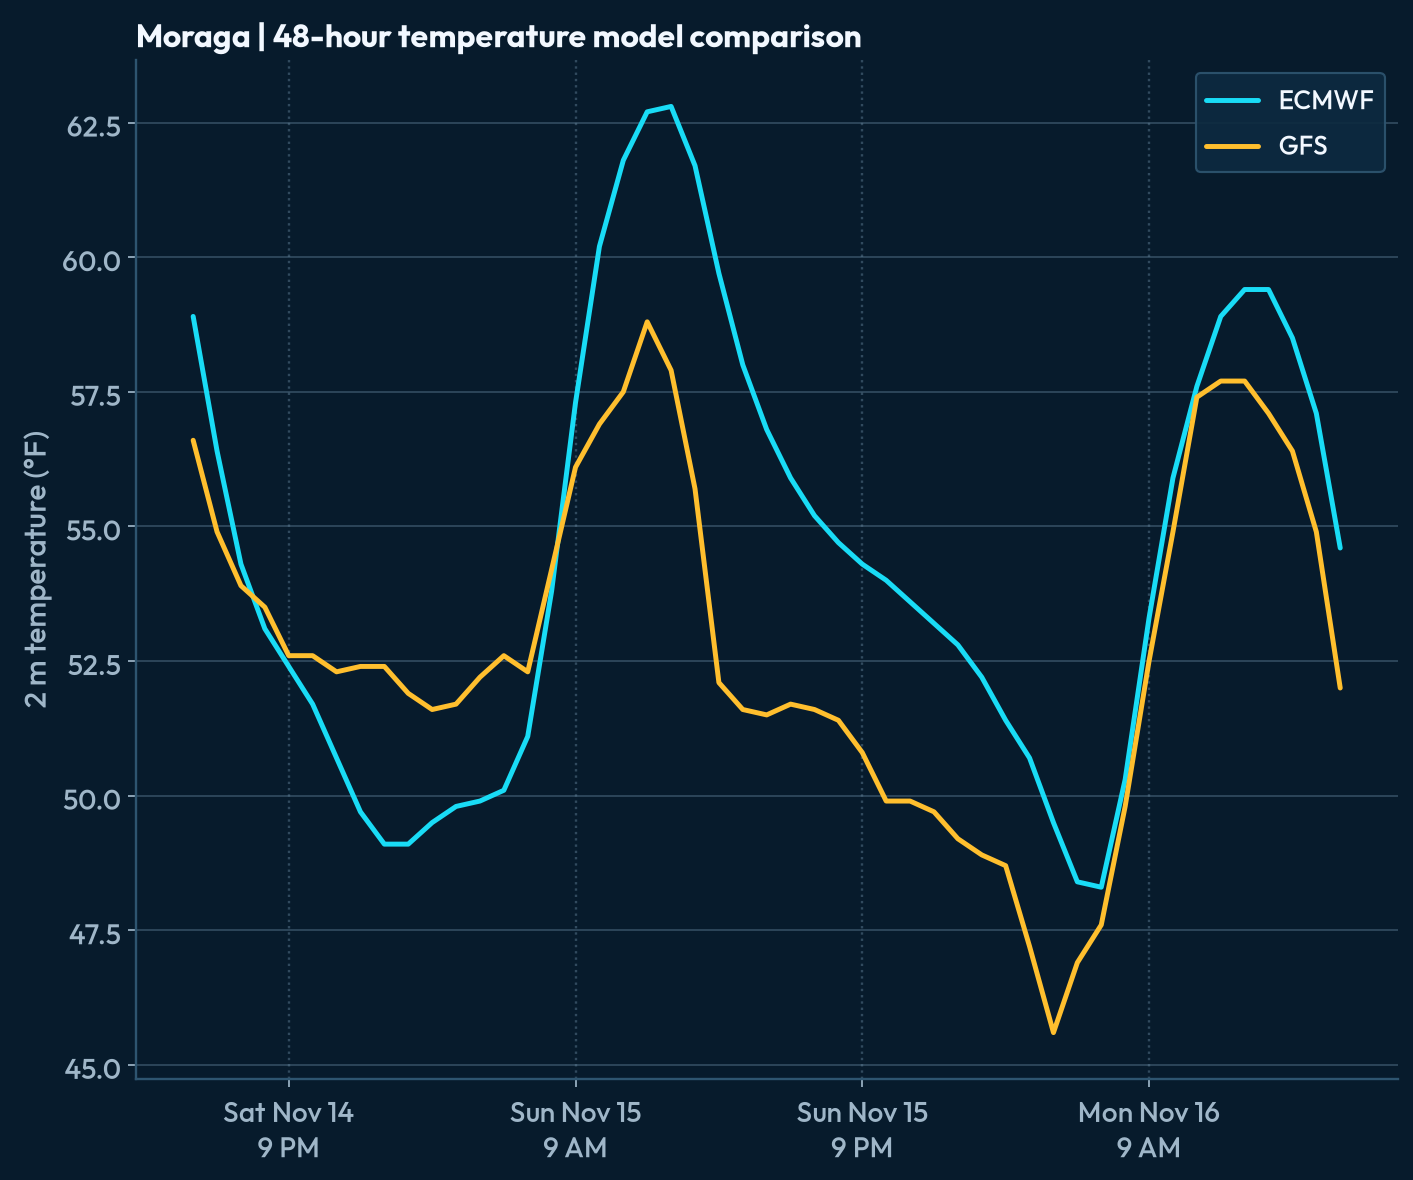 Moraga | 48-hour temperature model comparison
ECMWF
GFS
2 m temperature (°F)
62.5
60.0
57.5
55.0
52.5
50.0
47.5
45.0
Sat Nov 14
9 PM
Sun Nov 15
9 AM
Sun Nov 15
9 PM
Mon Nov 16
9 AM